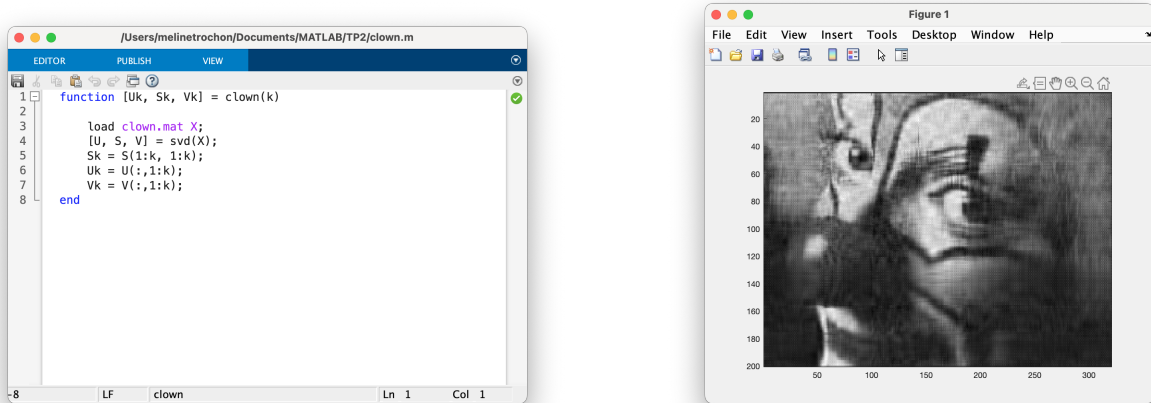 /Users/melinetrochon/Documents/MATLAB/TP2/clown.m
EDITOR PUBLISH VIEW
1 function [Uk, Sk, Vk] = clown(k)
2
3 load clown.mat X;
4 [U, S, V] = svd(X);
5 Sk = S(1:k, 1:k);
6 Uk = U(:,1:k);
7 Vk = V(:,1:k);
8 end
-8 LF clown Ln 1 Col 1
Figure 1
File Edit View Insert Tools Desktop Window Help
20
40
60
80
100
120
140
160
180
200
50 100 150 200 250 300